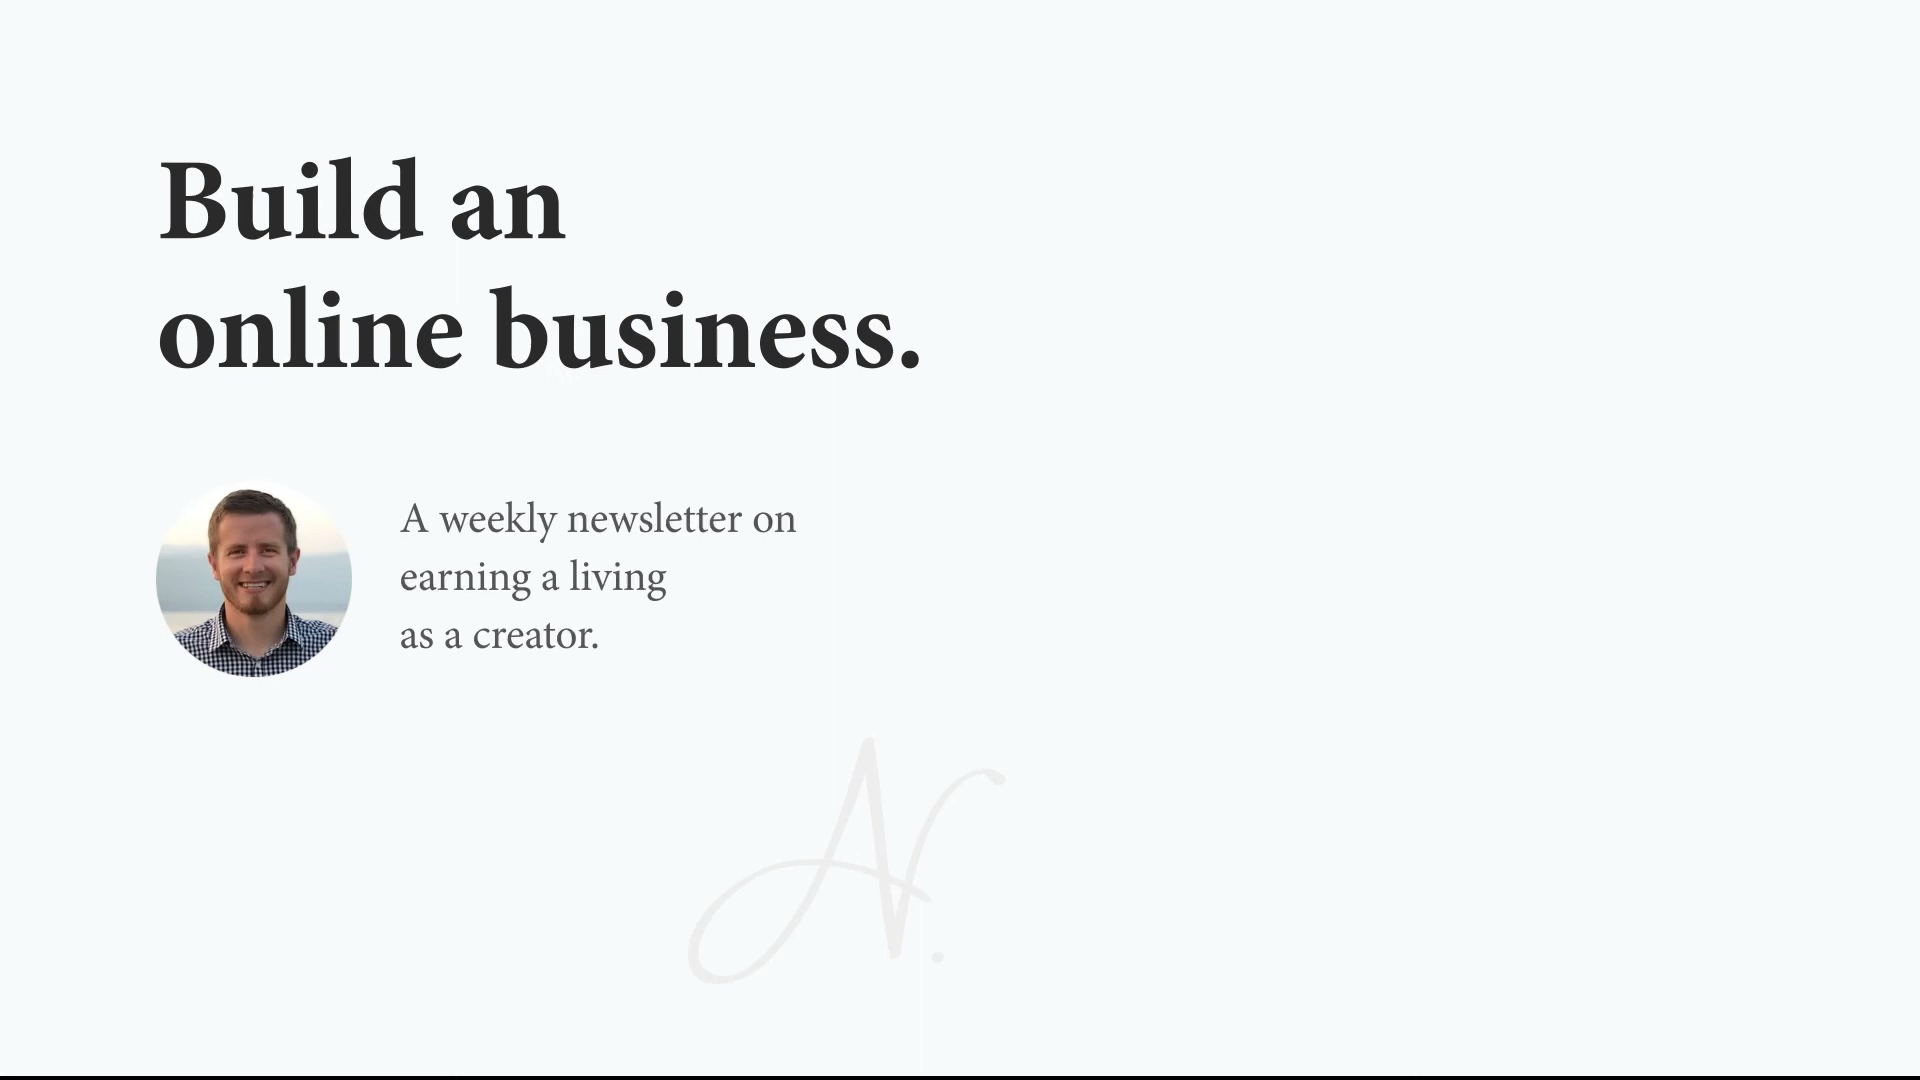 Build an
online business.
A weekly newsletter on
earning a living
as a creator.
N.